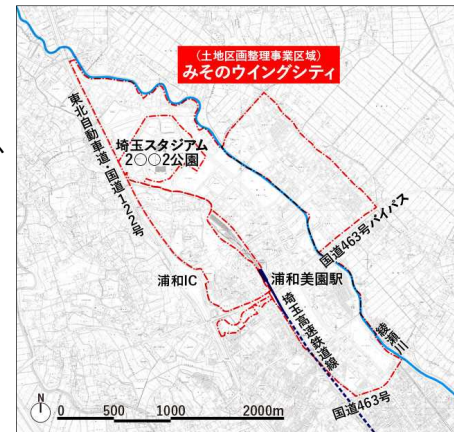 (土地区画整理事業区域)
みそのウイングシティ
東北自動車道・国道122号
埼玉スタジアム
2○○2公園
国道463号バイパス
浦和IC
浦和美園駅
埼玉高速鉄道線
綾瀬川
国道463号
N
0 500 1000 2000m